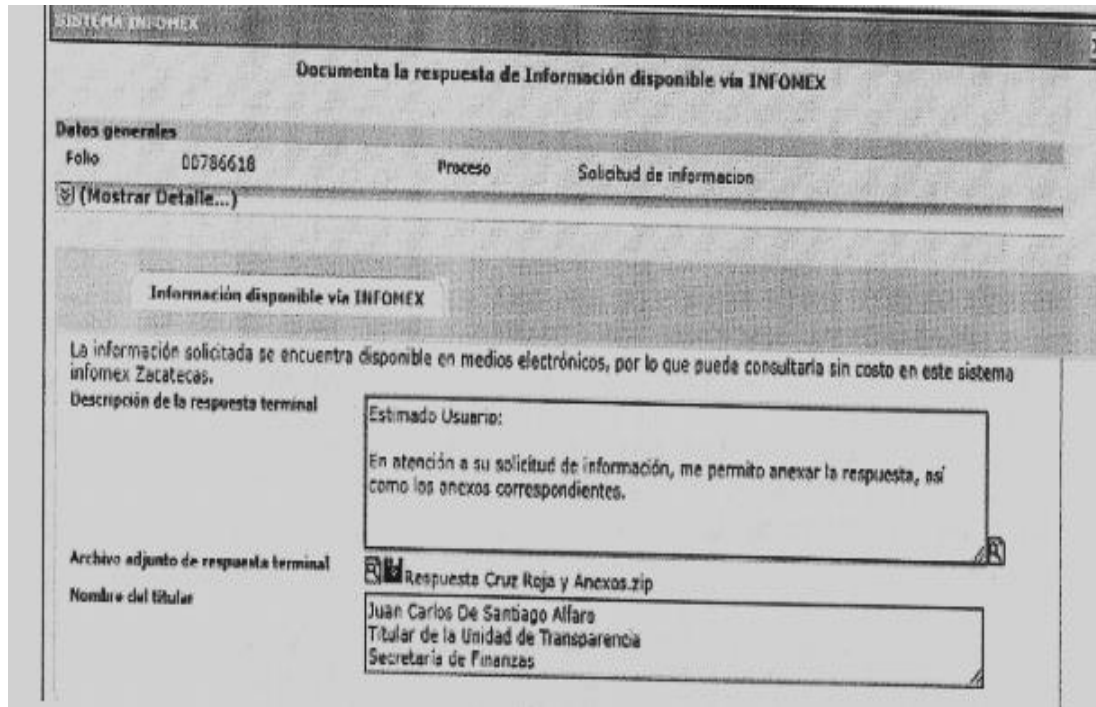 SISTEMA INFOMEX
Documenta la respuesta de Información disponible vía INFOMEX
Datos generales
Folio 00786618 Proceso Solicitud de informacion
(Mostrar Detalle...)
Información disponible vía INFOMEX
La información solicitada se encuentra disponible en medios electrónicos, por lo que puede consultarla sin costo en este sistema
infomex Zacatecas.
Descripción de la respuesta terminal
Estimado Usuario:
En atención a su solicitud de información, me permito anexar la respuesta, así
como los anexos correspondientes.
Archivo adjunto de respuesta terminal
Respuesta Cruz Roja y Anexos.zip
Nombre del titular
Juan Carlos De Santiago Alfaro
Titular de la Unidad de Transparencia
Secretaria de Finanzas